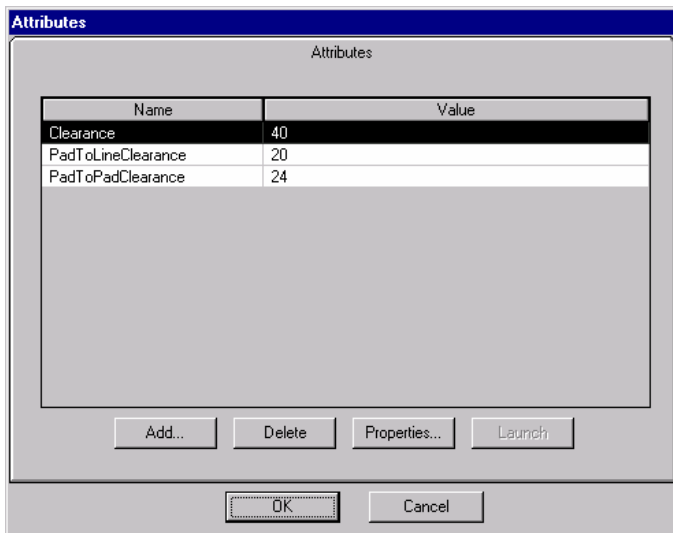 Attributes
Attributes
Name Value
Clearance 40
PadToLineClearance 20
PadToPadClearance 24
Add... Delete Properties... Launch
OK Cancel